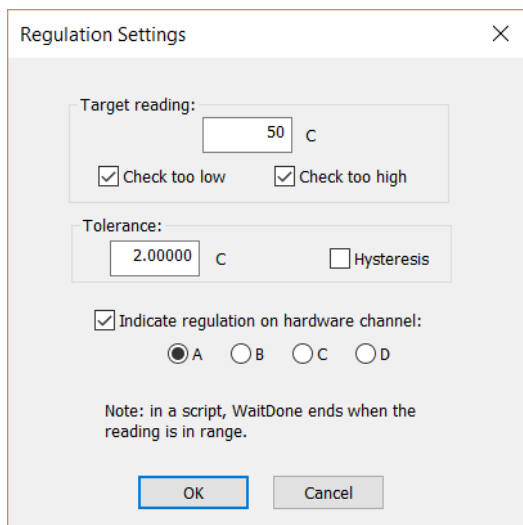 Regulation Settings
Target reading:
50 C
Check too low Check too high
Tolerance:
2.00000 C Hysteresis
Indicate regulation on hardware channel:
A B C D
Note: in a script, WaitDone ends when the
reading is in range.
OK Cancel